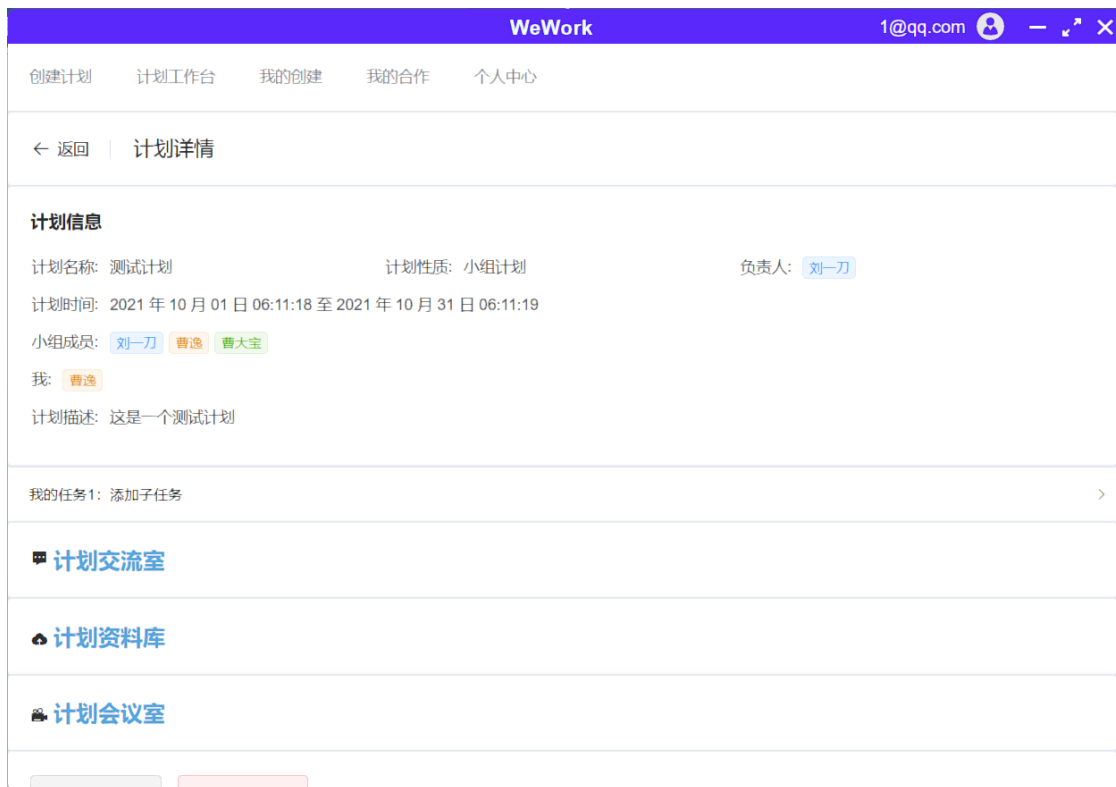 WeWork 1@qq.com
创建计划 计划工作台 我的创建 我的合作 个人中心
返回 计划详情
计划信息
计划名称: 测试计划 计划性质: 小组计划 负责人: 刘一刀
计划时间: 2021 年 10 月 01 日 06:11:18 至 2021 年 10 月 31 日 06:11:19
小组成员: 刘一刀 曹逸 曹大宝
我: 曹逸
计划描述: 这是一个测试计划
我的任务1: 添加子任务
计划交流室
计划资料库
计划会议室